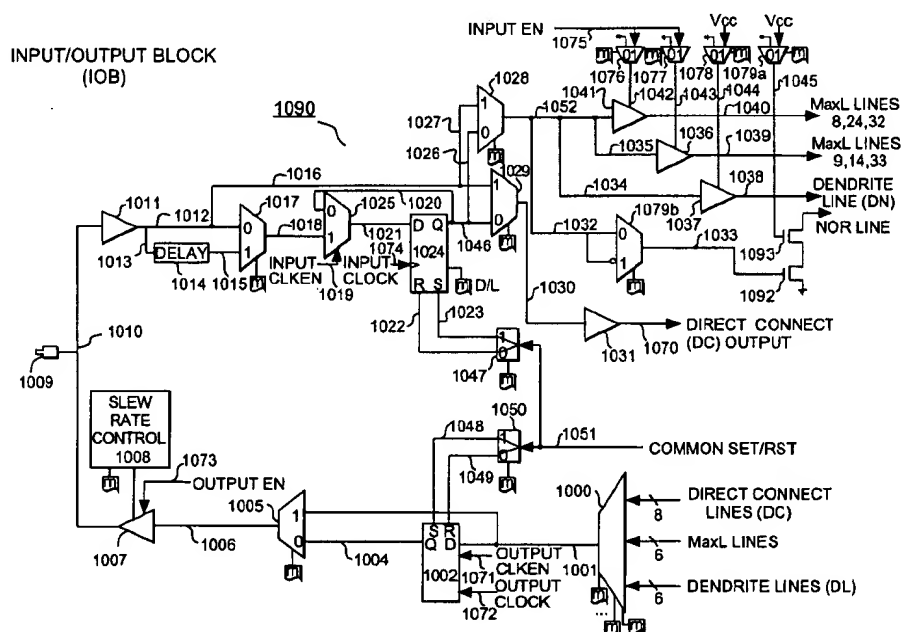 INPUT/OUTPUT BLOCK
(IOB)
1090
INPUT EN
1075
Vcc
Vcc
m 01 m 01 01 m 01 m
1076 1077 1078 1079a 1045
1028
1041
1042 1043 1044
1052
1040
MaxL LINES
8,24,32
1
0
1027
1026
m
1035
1036
1039
MaxL LINES
9,14,33
1016
1029
1
0
m
1034
1037
1038
DENDRITE
LINE (DN)
NOR LINE
1020
1011
1012
1013
DELAY
1014
1015
1017
0
1
m
1018
1025
0
1
1021
INPUT CLKEN
1019
INPUT CLOCK
1074
D Q
1024
R S
1046
m D/L
1032
1079b
0
1
m
1033
1093
1092
1030
1031
1070
DIRECT CONNECT
(DC) OUTPUT
1022
1023
1
0
1047
m
1010
1009
1050
1048
1
0
1049
m
1051
COMMON SET/RST
SLEW
RATE
CONTROL
1008
m
1073
OUTPUT EN
1007
1006
1005
1
0
m
1004
S R
Q D
1002
OUTPUT
CLKEN
1071
OUTPUT
CLOCK
1072
1001
1000
m
...
m m
8
DIRECT CONNECT
LINES (DC)
6
MaxL LINES
6
DENDRITE LINES (DL)